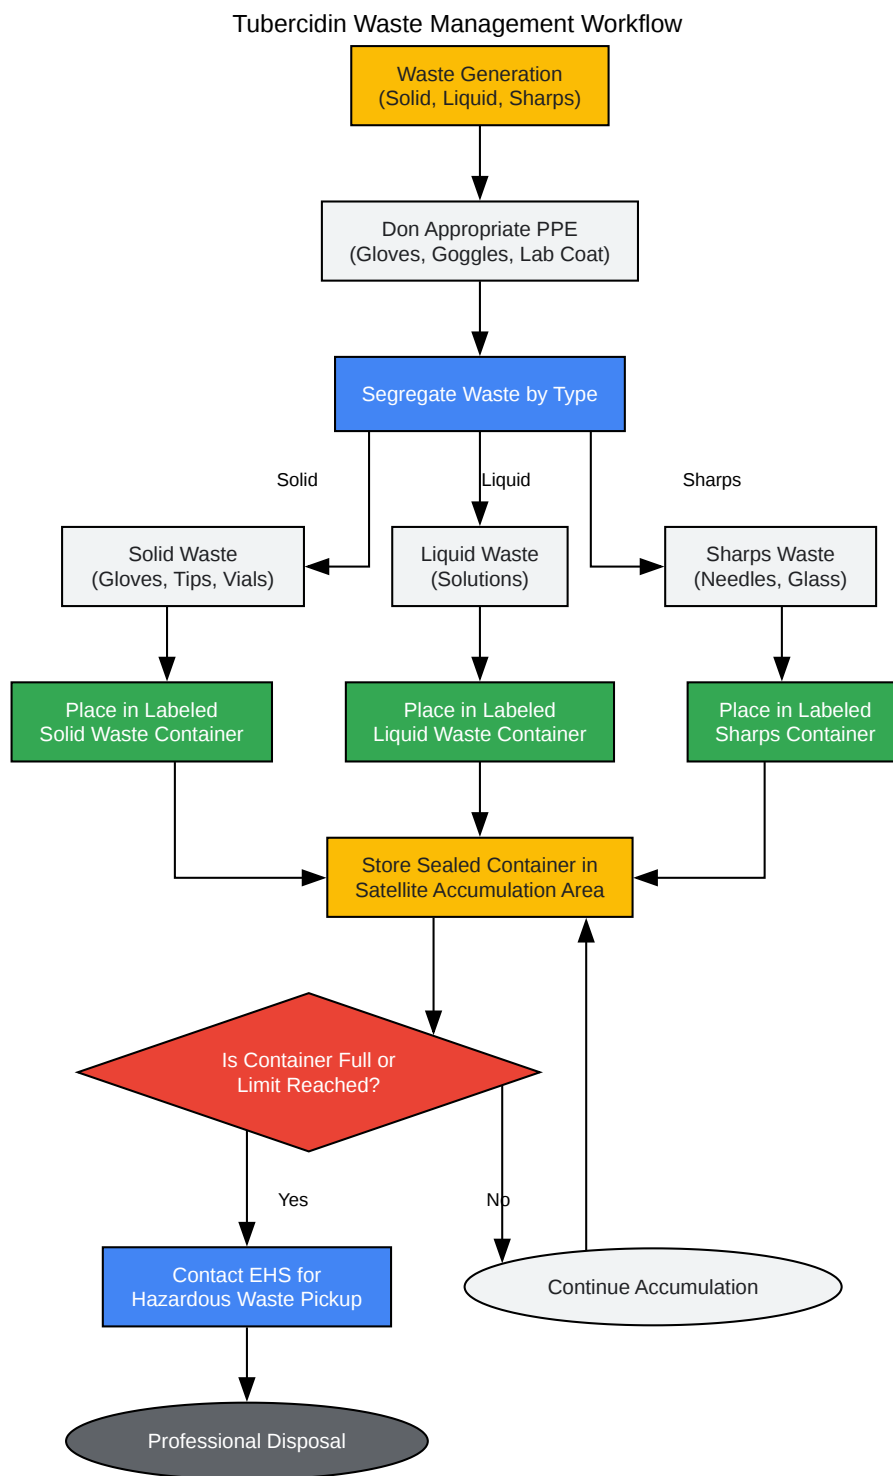 Tubercidin Waste Management Workflow
Waste Generation
(Solid, Liquid, Sharps)
Don Appropriate PPE
(Gloves, Goggles, Lab Coat)
Segregate Waste by Type
Solid
Liquid
Sharps
Solid Waste
(Gloves, Tips, Vials)
Liquid Waste
(Solutions)
Sharps Waste
(Needles, Glass)
Place in Labeled
Solid Waste Container
Place in Labeled
Liquid Waste Container
Place in Labeled
Sharps Container
Store Sealed Container in
Satellite Accumulation Area
Is Container Full or
Limit Reached?
Yes
No
Contact EHS for
Hazardous Waste Pickup
Continue Accumulation
Professional Disposal